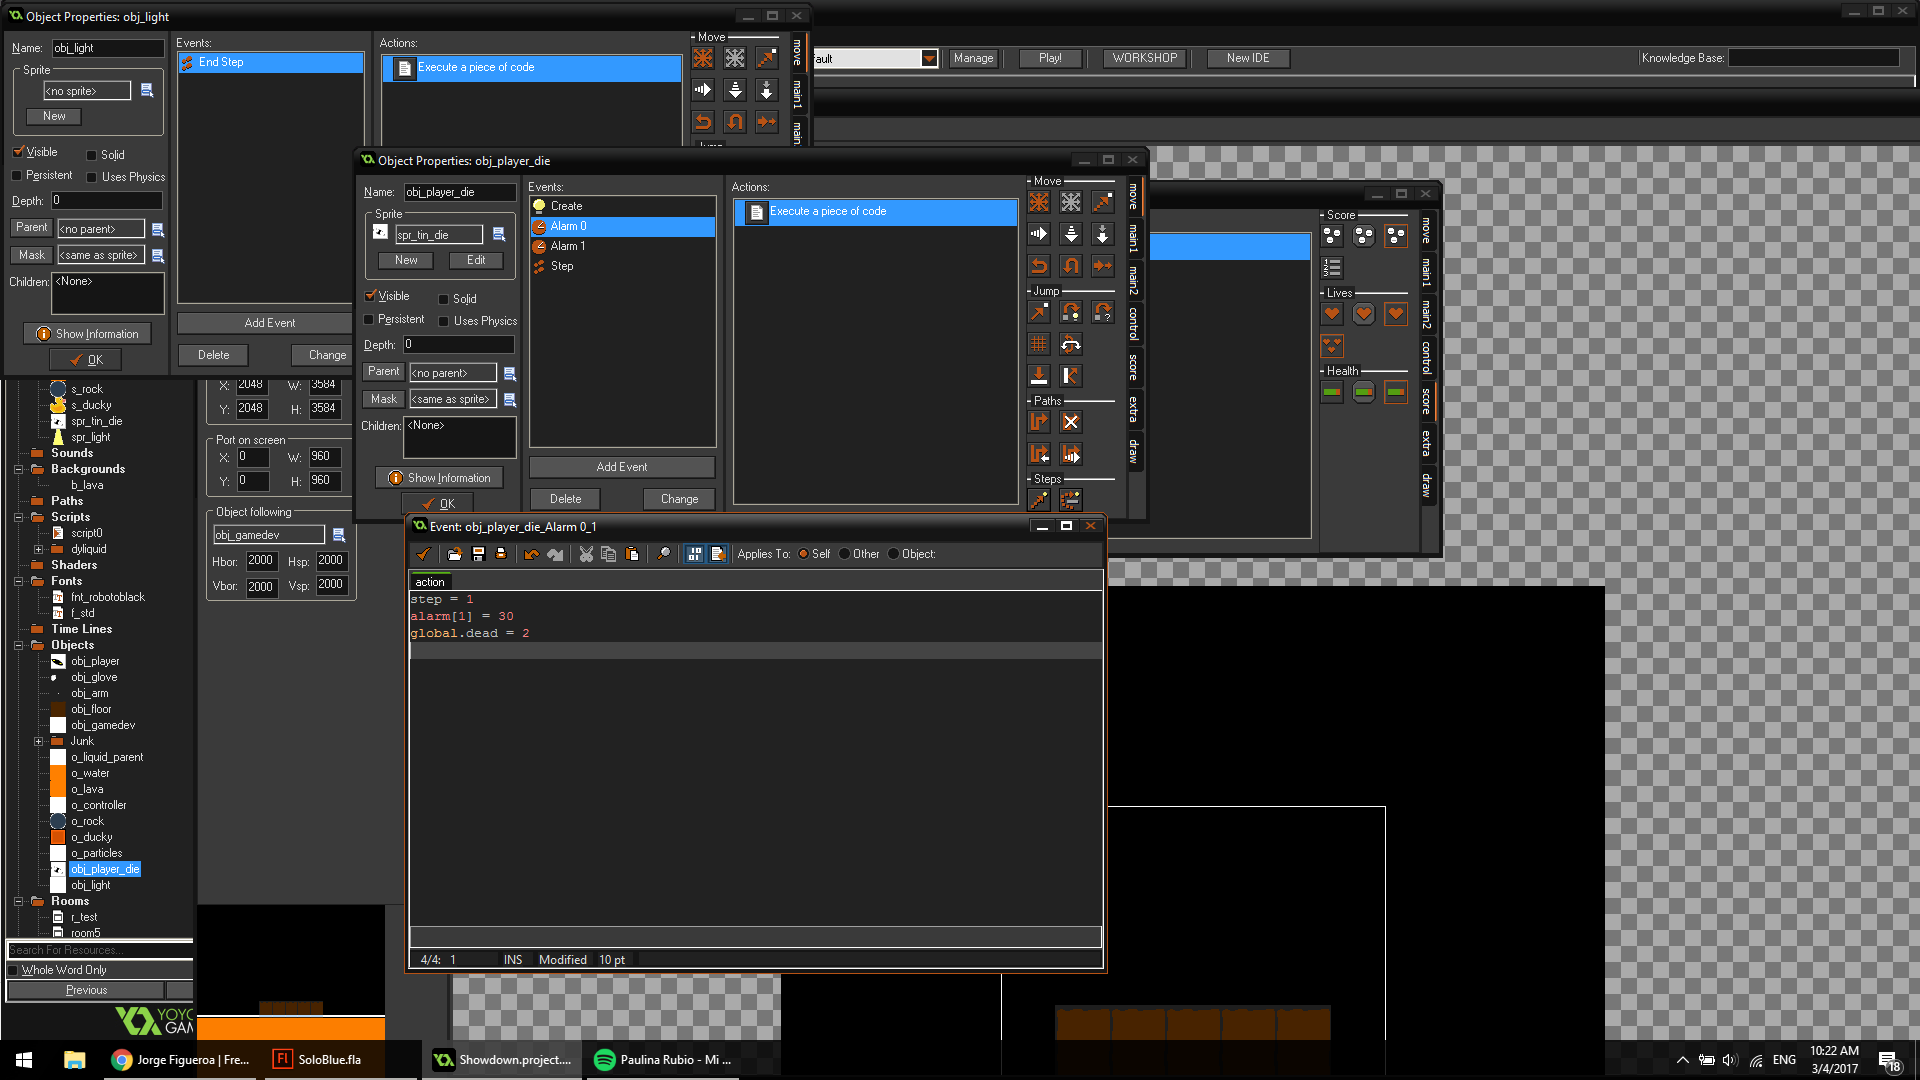 Object Properties: obj_light
Name: obj_light
Sprite
<no sprite>
New
Visible
Solid
Persistent
Uses Physics
Depth: 0
Parent <no parent>
Mask <same as sprite>
Children: <None>
Show Information
OK
Events:
End Step
Add Event
Delete
Change
Actions:
Execute a piece of code
Move
move
main1
Manage
Play!
WORKSHOP
New IDE
Knowledge Base:
Object Properties: obj_player_die
Name: obj_player_die
Sprite
spr_tin_die
New
Edit
Visible
Solid
Persistent
Uses Physics
Depth: 0
Parent <no parent>
Mask <same as sprite>
Children: <None>
Show Information
OK
Events:
Create
Alarm 0
Alarm 1
Step
Add Event
Delete
Change
Actions:
Execute a piece of code
Move
Jump
Paths
Steps
move
main1
main2
control
score
extra
draw
Score
Lives
Health
move
main1
main2
control
score
extra
draw
s_rock
s_ducky
spr_tin_die
spr_light
Sounds
Backgrounds
b_lava
Paths
Scripts
script0
dyliquid
Shaders
Fonts
fnt_robotoblack
f_std
Time Lines
Objects
obj_player
obj_glove
obj_arm
obj_floor
obj_gamedev
Junk
o_liquid_parent
o_water
o_lava
o_controller
o_rock
o_ducky
o_particles
obj_player_die
obj_light
Rooms
r_test
room5
Search For Resources...
Whole Word Only
Previous
X: 2048 W: 3584
Y: 2048 H: 3584
Port on screen
X: 0 W: 960
Y: 0 H: 960
Object following
obj_gamedev
Hbor: 2000 Hsp: 2000
Vbor: 2000 Vsp: 2000
Event: obj_player_die_Alarm 0_1
Applies To: Self Other Object:
action
step = 1
alarm[1] = 30
global.dead = 2
4/4: 1 INS Modified 10 pt
Jorge Figueroa | Fre...
SoloBlue.fla
Showdown.project....
Paulina Rubio - Mi ...
ENG
10:22 AM
3/4/2017
18